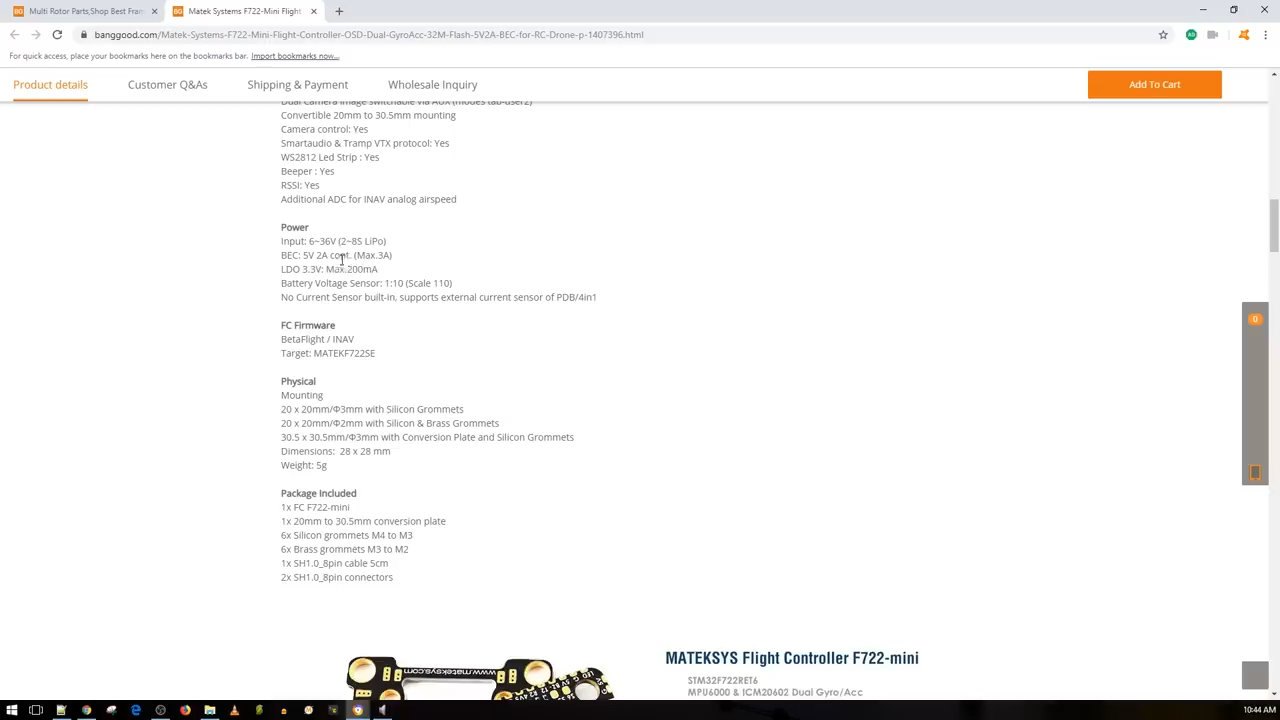 Multi Rotor Parts,Shop Best Fram
Matek Systems F722-Mini Flight
banggood.com/Matek-Systems-F722-Mini-Flight-Controller-OSD-Dual-GyroAcc-32M-Flash-5V2A-BEC-for-RC-Drone-p-1407396.html
For quick access, place your bookmarks here on the bookmarks bar. Import bookmarks now...
Product details Customer Q&As Shipping & Payment Wholesale Inquiry Add To Cart
Dual Camera Image switchable via AUX (modes tab-user2)
Convertible 20mm to 30.5mm mounting
Camera control: Yes
Smartaudio & Tramp VTX protocol: Yes
WS2812 Led Strip : Yes
Beeper : Yes
RSSI: Yes
Additional ADC for INAV analog airspeed
Power
Input: 6~36V (2~8S LiPo)
BEC: 5V 2A cont. (Max.3A)
LDO 3.3V: Max.200mA
Battery Voltage Sensor: 1:10 (Scale 110)
No Current Sensor built-in, supports external current sensor of PDB/4in1
FC Firmware
BetaFlight / INAV
Target: MATEKF722SE
Physical
Mounting
20 x 20mm/Φ3mm with Silicon Grommets
20 x 20mm/Φ2mm with Silicon & Brass Grommets
30.5 x 30.5mm/Φ3mm with Conversion Plate and Silicon Grommets
Dimensions: 28 x 28 mm
Weight: 5g
Package Included
1x FC F722-mini
1x 20mm to 30.5mm conversion plate
6x Silicon grommets M4 to M3
6x Brass grommets M3 to M2
1x SH1.0_8pin cable 5cm
2x SH1.0_8pin connectors
0
MATEKSYS Flight Controller F722-mini
STM32F722RET6
MPU6000 & ICM20602 Dual Gyro/Acc
10:44 AM